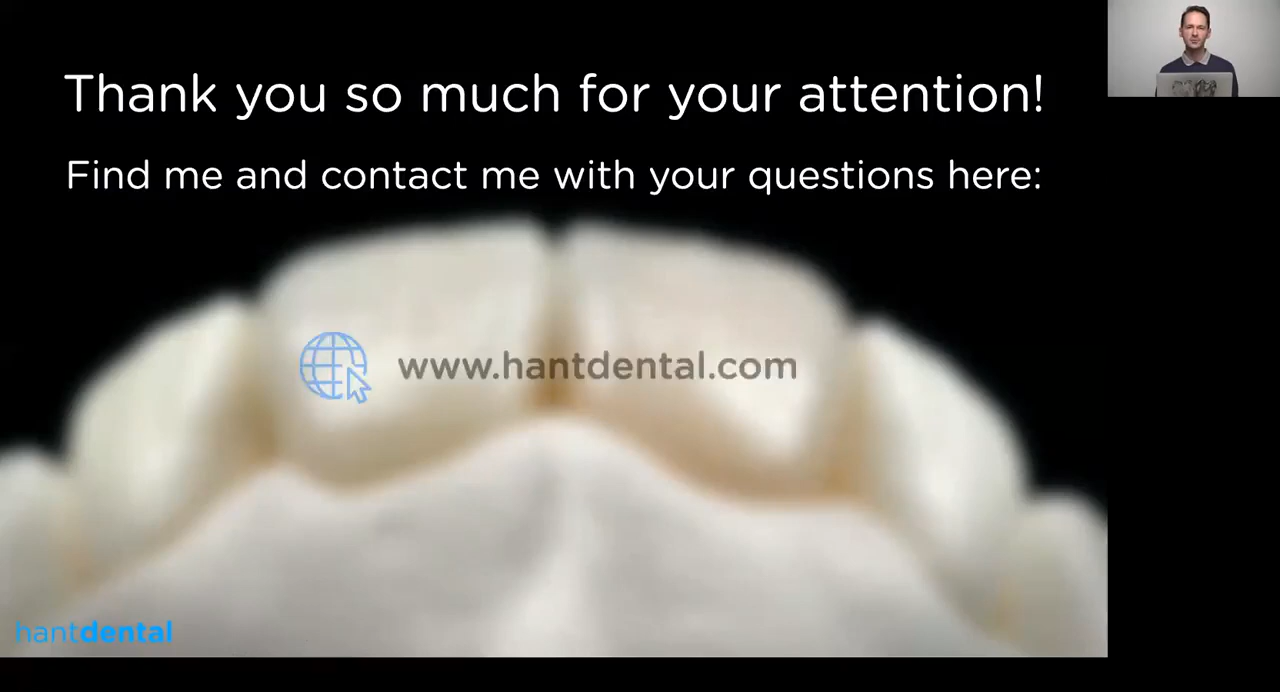 Thank you so much for your attention!
Find me and contact me with your questions here:
www.hantdental.com
hantdental